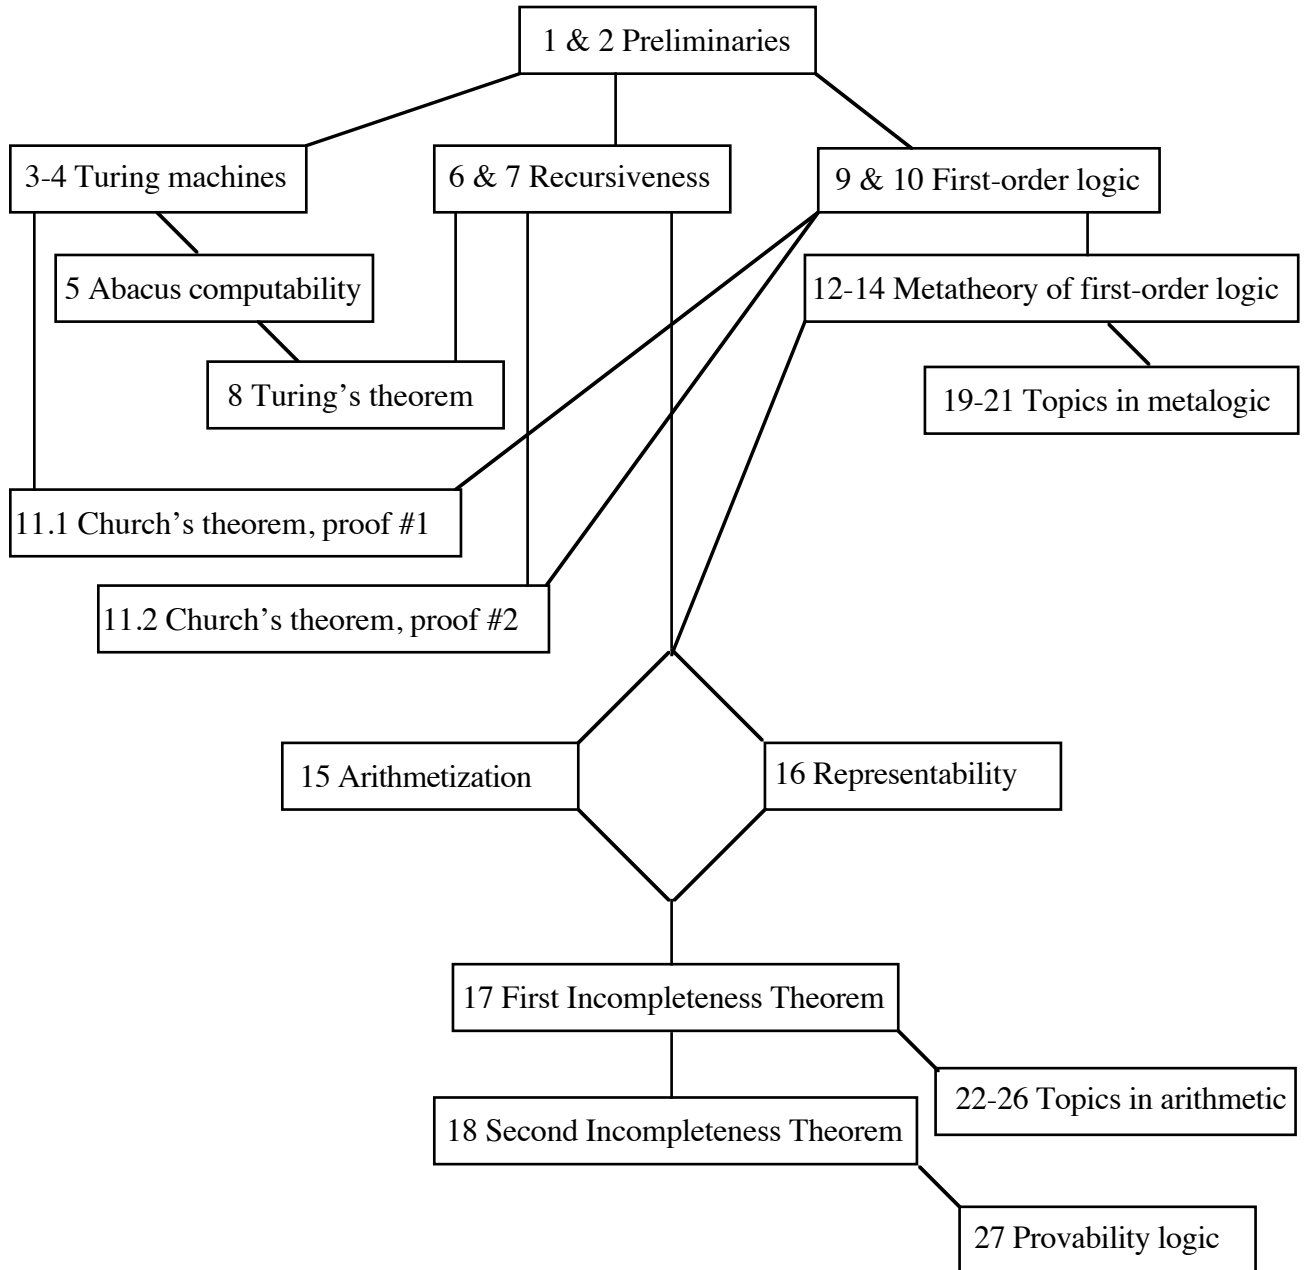 1 & 2 Preliminaries
3-4 Turing machines
6 & 7 Recursiveness
9 & 10 First-order logic
5 Abacus computability
12-14 Metatheory of first-order logic
8 Turing’s theorem
19-21 Topics in metalogic
11.1 Church’s theorem, proof #1
11.2 Church’s theorem, proof #2
15 Arithmetization
16 Representability
17 First Incompleteness Theorem
22-26 Topics in arithmetic
18 Second Incompleteness Theorem
27 Provability logic